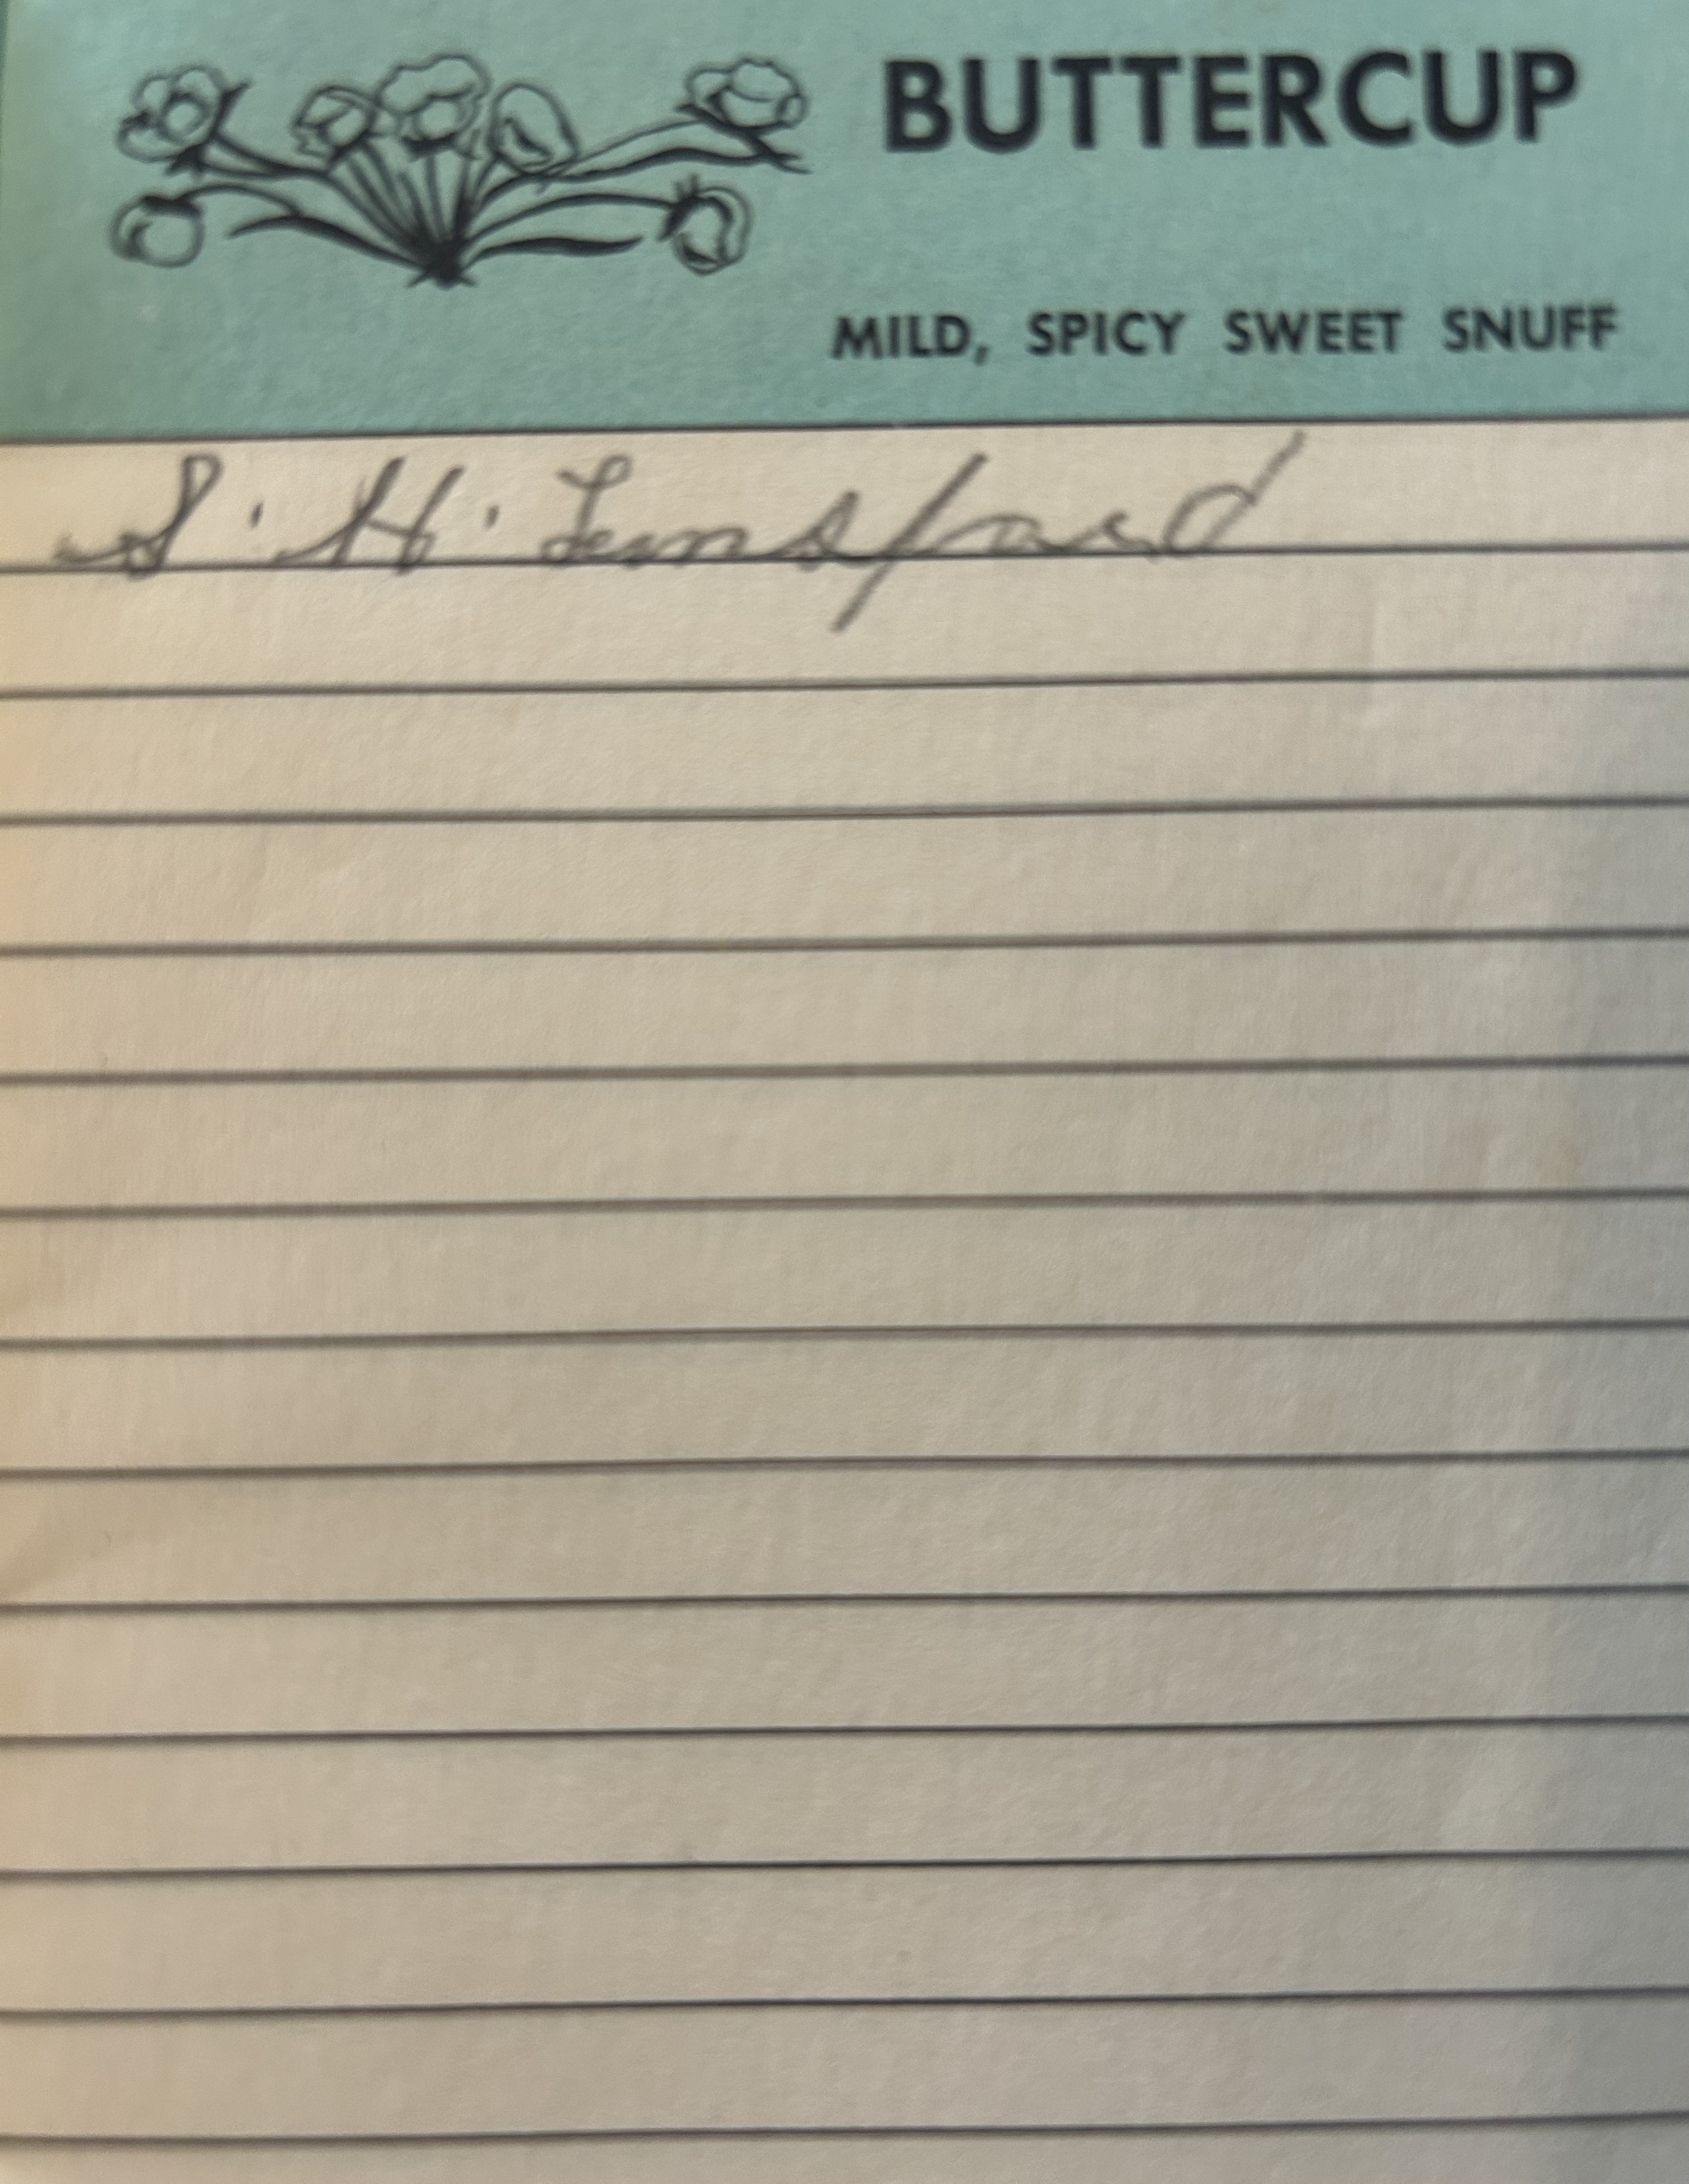 BUTTERCUP
MILD, SPICY SWEET SNUFF
S. H. Lunsford